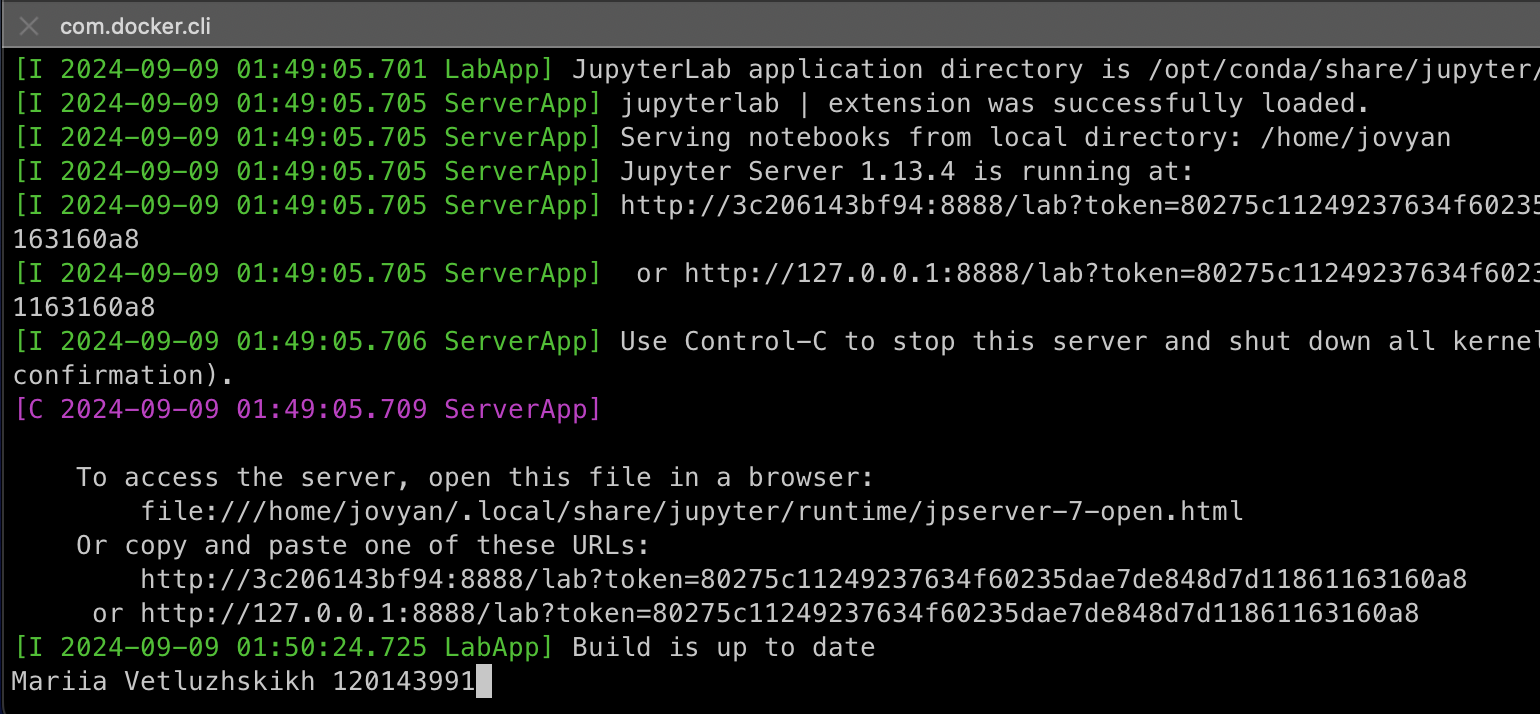 com.docker.cli
[I 2024-09-09 01:49:05.701 LabApp] JupyterLab application directory is /opt/conda/share/jupyter/
[I 2024-09-09 01:49:05.705 ServerApp] jupyterlab | extension was successfully loaded.
[I 2024-09-09 01:49:05.705 ServerApp] Serving notebooks from local directory: /home/jovyan
[I 2024-09-09 01:49:05.705 ServerApp] Jupyter Server 1.13.4 is running at:
[I 2024-09-09 01:49:05.705 ServerApp] http://3c206143bf94:8888/lab?token=80275c11249237634f60235
163160a8
[I 2024-09-09 01:49:05.705 ServerApp]  or http://127.0.0.1:8888/lab?token=80275c11249237634f6023
1163160a8
[I 2024-09-09 01:49:05.706 ServerApp] Use Control-C to stop this server and shut down all kernel
confirmation).
[C 2024-09-09 01:49:05.709 ServerApp]
To access the server, open this file in a browser:
file:///home/jovyan/.local/share/jupyter/runtime/jpserver-7-open.html
Or copy and paste one of these URLs:
http://3c206143bf94:8888/lab?token=80275c11249237634f60235dae7de848d7d11861163160a8
or http://127.0.0.1:8888/lab?token=80275c11249237634f60235dae7de848d7d11861163160a8
[I 2024-09-09 01:50:24.725 LabApp] Build is up to date
Mariia Vetluzhskikh 120143991